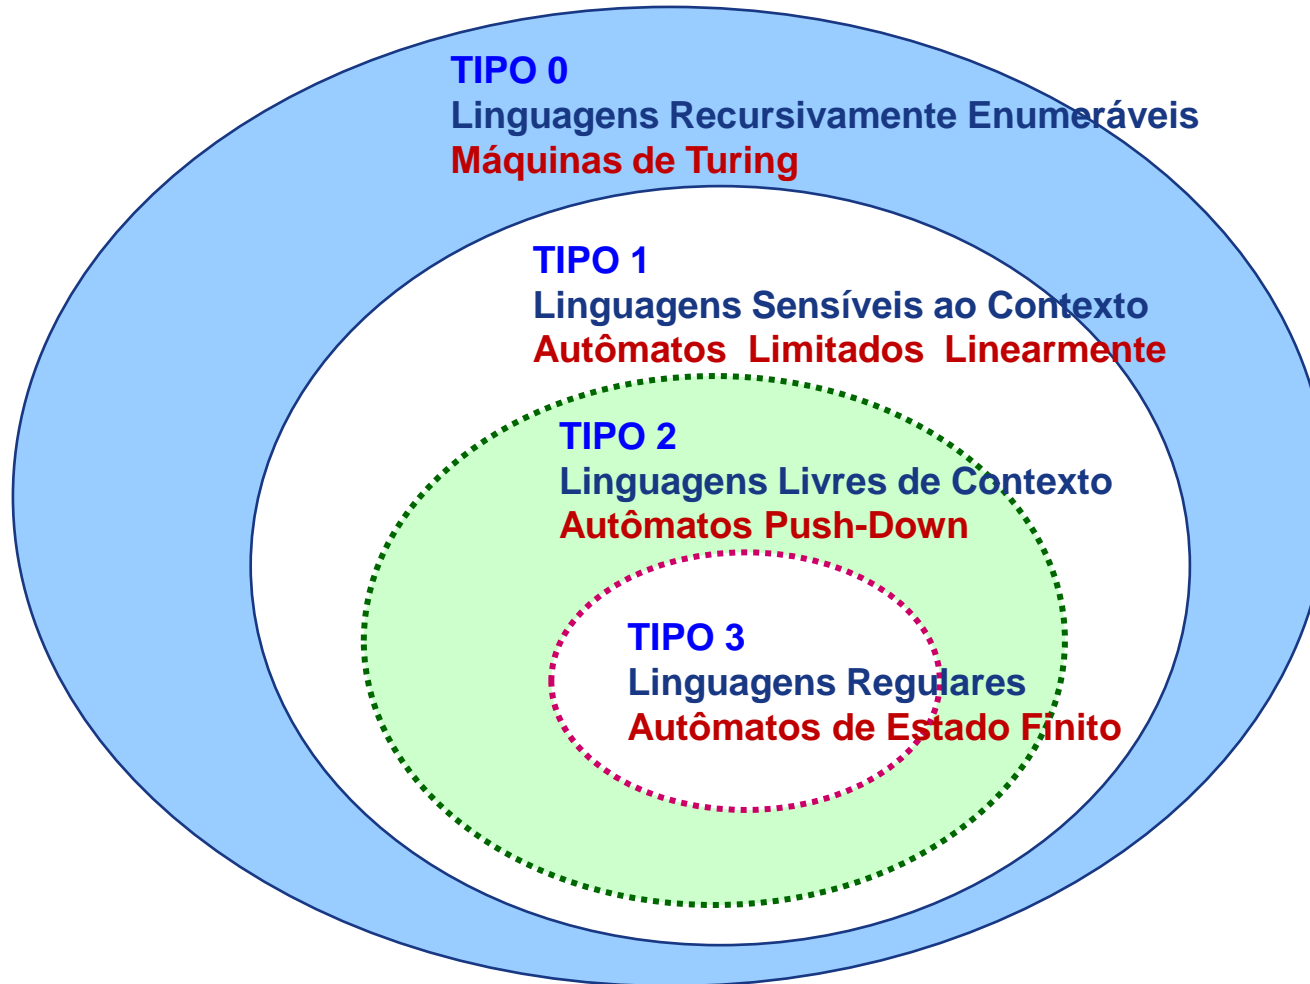 TIPO 0
Linguagens Recursivamente Enumeráveis
Máquinas de Turing
TIPO 1
Linguagens Sensíveis ao Contexto
Autômatos Limitados Linearmente
TIPO 2
Linguagens Livres de Contexto
Autômatos Push-Down
TIPO 3
Linguagens Regulares
Autômatos de Estado Finito